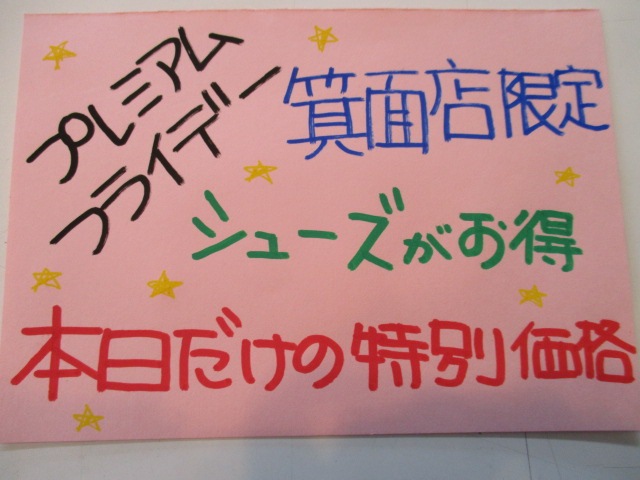 プレミアム
フライデー
箕面店限定
シューズがお得
本日だけの特別価格